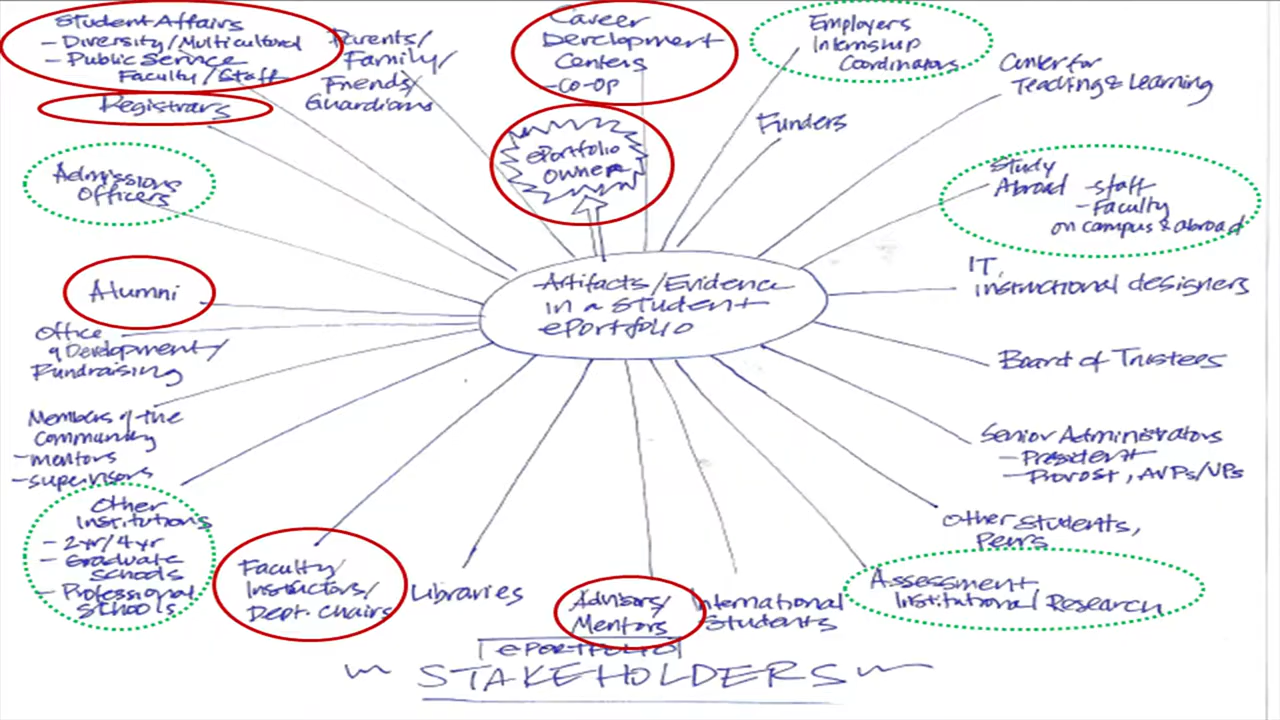 Student Affairs
- Diversity/Multicultural
- Public Service
Faculty/Staff
Registrars
Parents/
Family/
Friends/
Guardians
Career
Development
Centers
- Co-op
ePortfolio
Owner
Employers
Internship
Coordinators
Funders
Center for
Teaching & Learning
Admissions
Officers
Study
Abroad - Staff
- Faculty
on campus & abroad
Alumni
Artifacts/Evidence
in a student
ePortfolio
IT,
instructional designers
Office
of Development/
Fundraising
Board of Trustees
Members of the
Community
- mentors
- supervisors
Senior Administrators
- President
- Provost, AVPs/VPs
Other
Institutions
- 2yr/4yr
- Graduate
schools
- Professional
schools
Faculty/
Instructors/
Dept. Chairs
Libraries
Advisors/
Mentors
International
Students
Assessment
Institutional Research
Other students,
Peers
ePORTFOLIO
STAKEHOLDERS